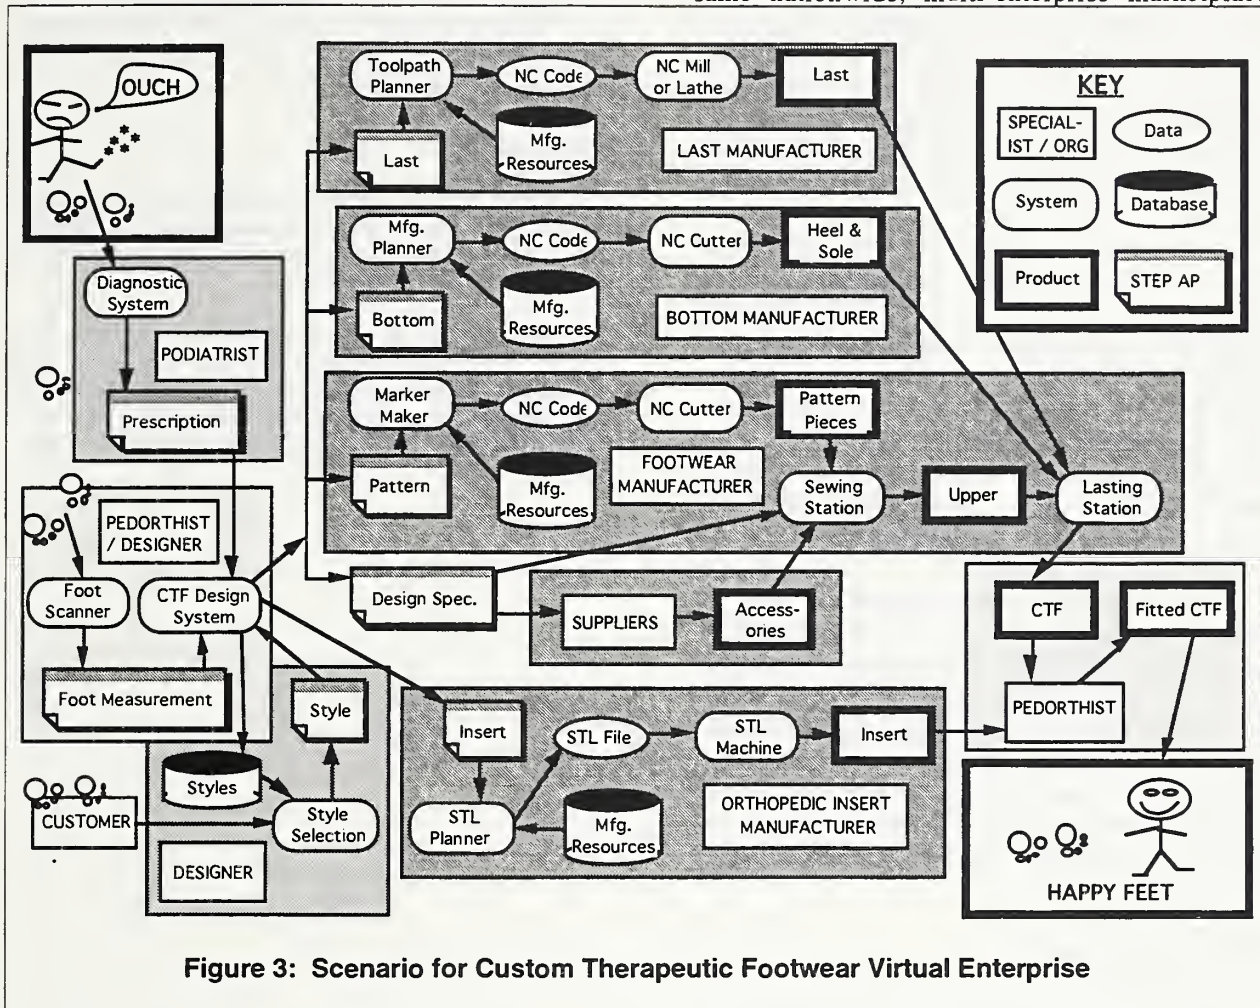 OUCH
Diagnostic
System
PODIATRIST
Prescription
PEDORTHIST
/ DESIGNER
Foot
Scanner
CTF Design
System
Foot Measurement
Style
Styles
CUSTOMER
Style
Selection
DESIGNER
Toolpath
Planner
NC Code
NC Mill
or Lathe
Last
Last
Mfg.
Resources
LAST MANUFACTURER
Mfg.
Planner
NC Code
NC Cutter
Heel &
Sole
Bottom
Mfg.
Resources
BOTTOM MANUFACTURER
Marker
Maker
NC Code
NC Cutter
Pattern
Pieces
Pattern
Mfg.
Resources
FOOTWEAR
MANUFACTURER
Sewing
Station
Upper
Lasting
Station
Design Spec.
SUPPLIERS
Access-
ories
Insert
STL File
STL
Machine
Insert
STL
Planner
Mfg.
Resources
ORTHOPEDIC INSERT
MANUFACTURER
KEY
SPECIAL-
IST / ORG
Data
System
Database
Product
STEP AP
CTF
Fitted CTF
PEDORTHIST
HAPPY FEET
Figure 3: Scenario for Custom Therapeutic Footwear Virtual Enterprise